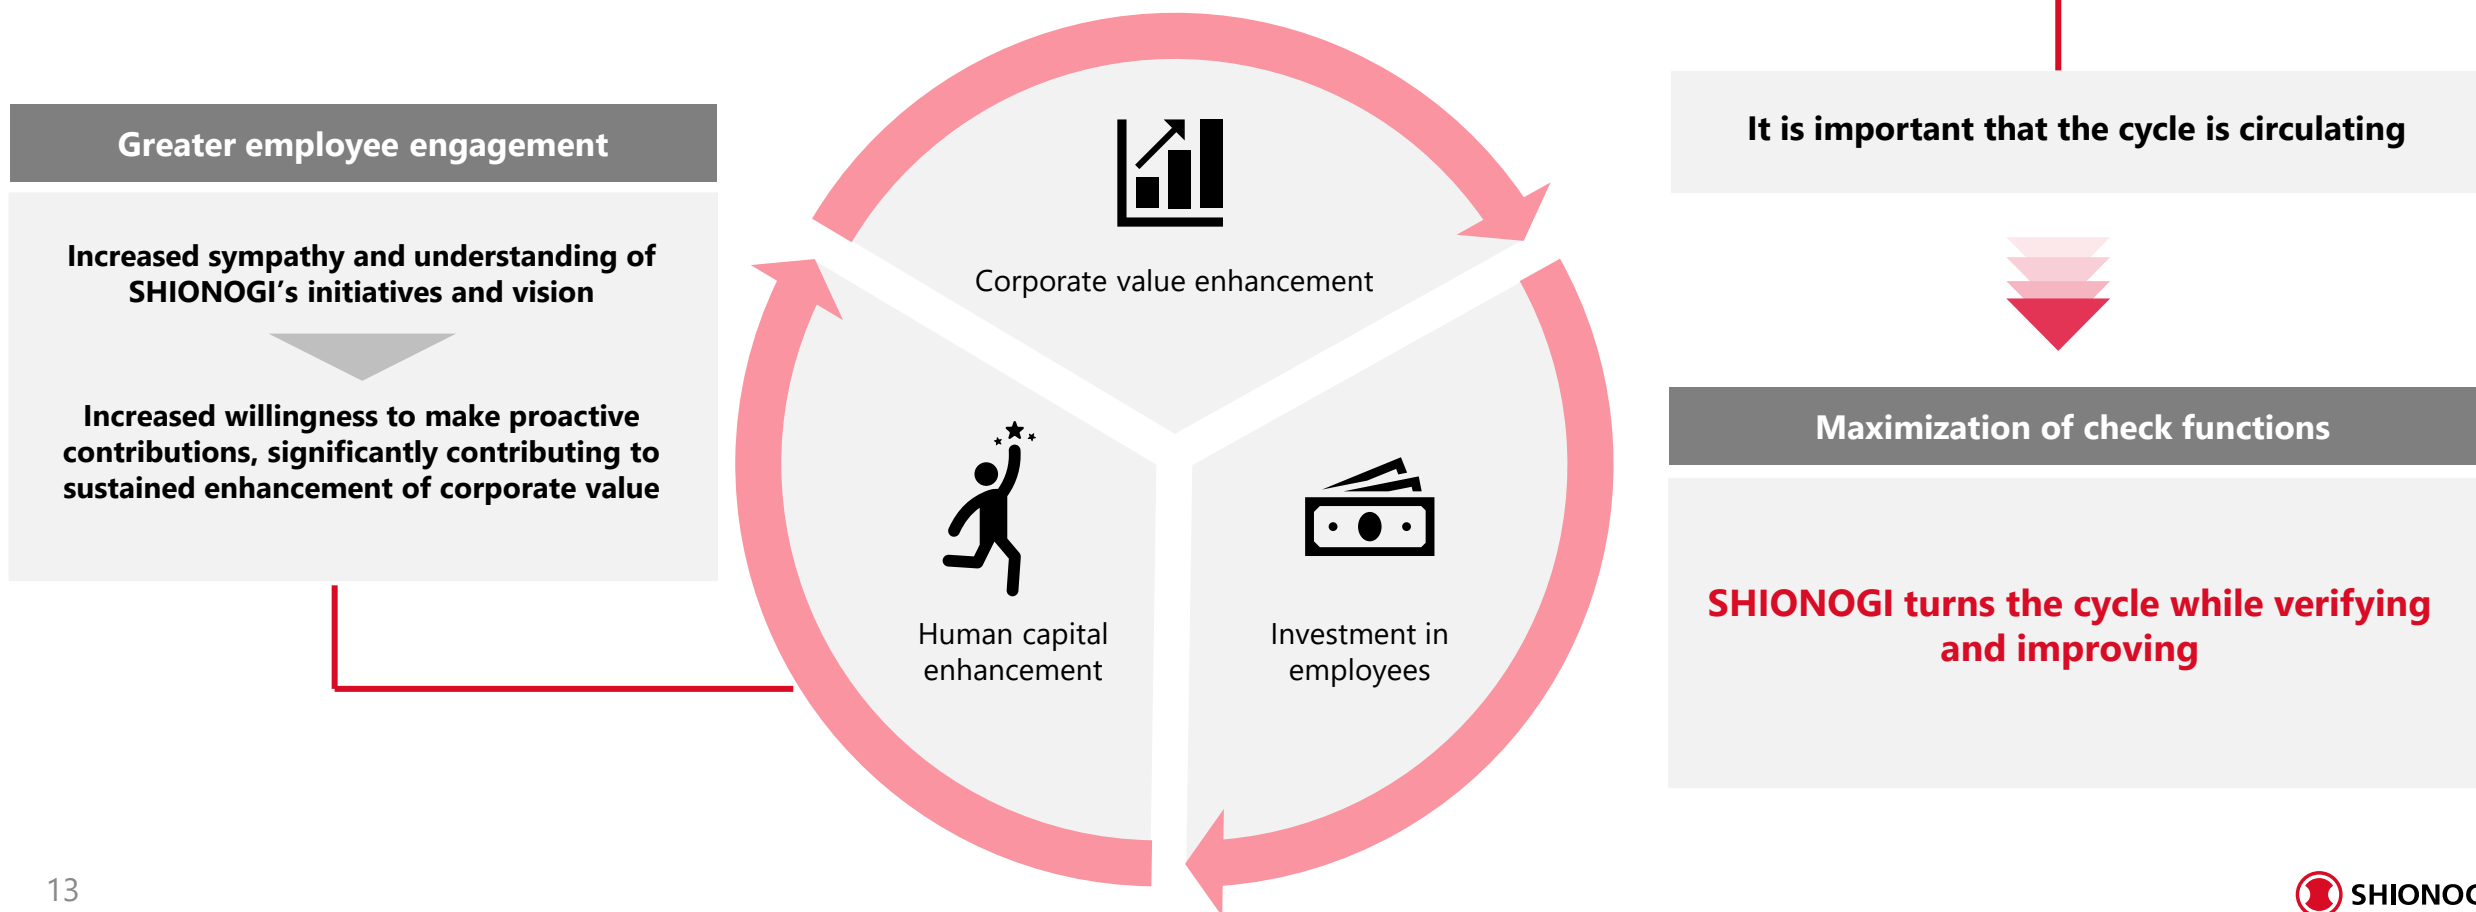 Greater employee engagement
Increased sympathy and understanding of
SHIONOGI's initiatives and vision
Increased willingness to make proactive
contributions, significantly contributing to
sustained enhancement of corporate value
Corporate value enhancement
Human capital
enhancement
Investment in
employees
It is important that the cycle is circulating
Maximization of check functions
SHIONOGI turns the cycle while verifying
and improving
13
SHIONOG